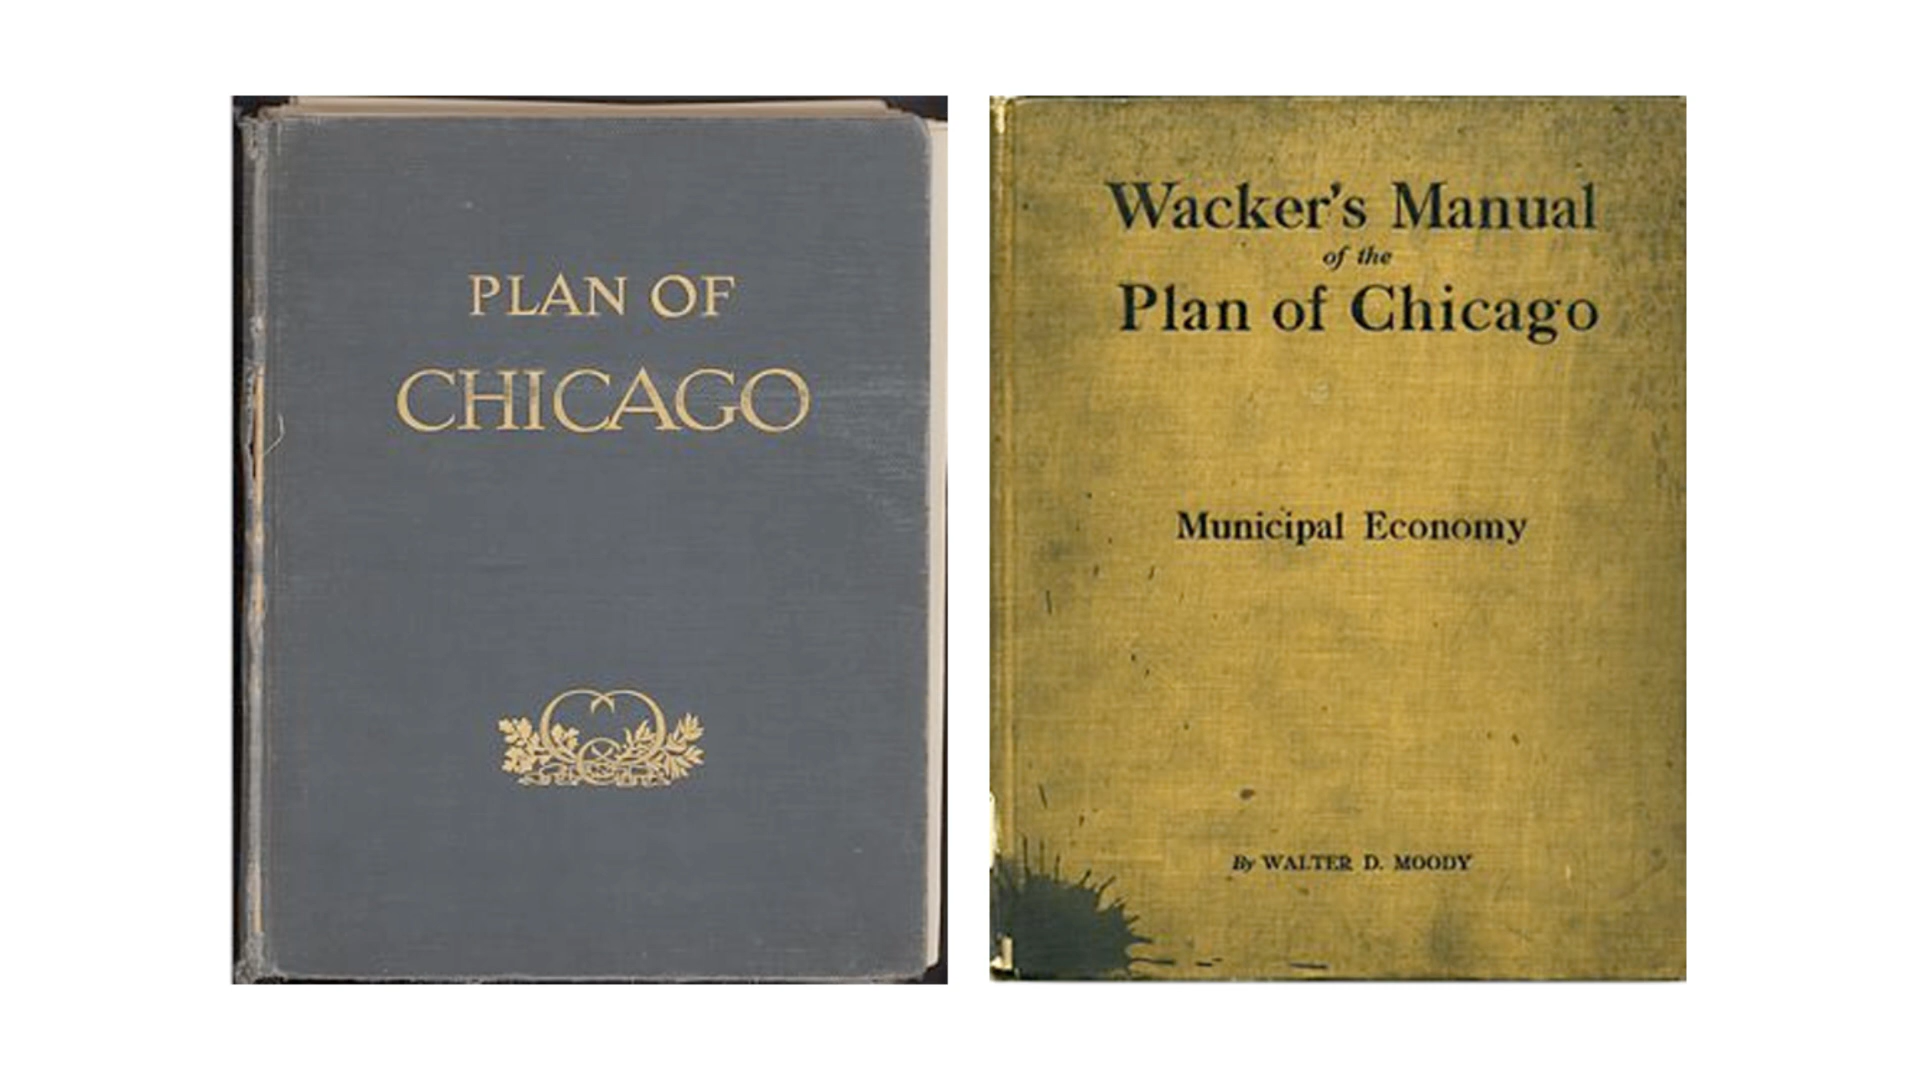 PLAN OF
CHICAGO
Wacker's Manual
of the
Plan of Chicago
Municipal Economy
By WALTER D. MOODY